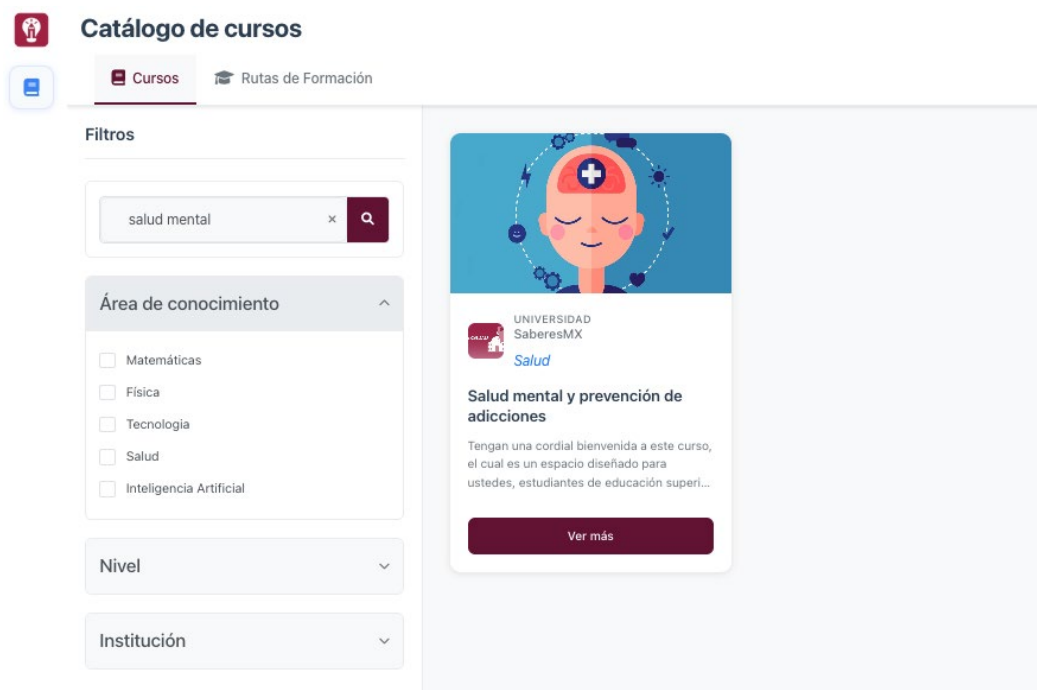 Catálogo de cursos
Cursos
Rutas de Formación
Filtros
salud mental
×
Área de conocimiento
Matemáticas
Física
Tecnologia
Salud
Inteligencia Artificial
Nivel
Institución
UNIVERSIDAD
SaberesMX
Salud
Salud mental y prevención de
adicciones
Tengan una cordial bienvenida a este curso,
el cual es un espacio diseñado para
ustedes, estudiantes de educación superi...
Ver más